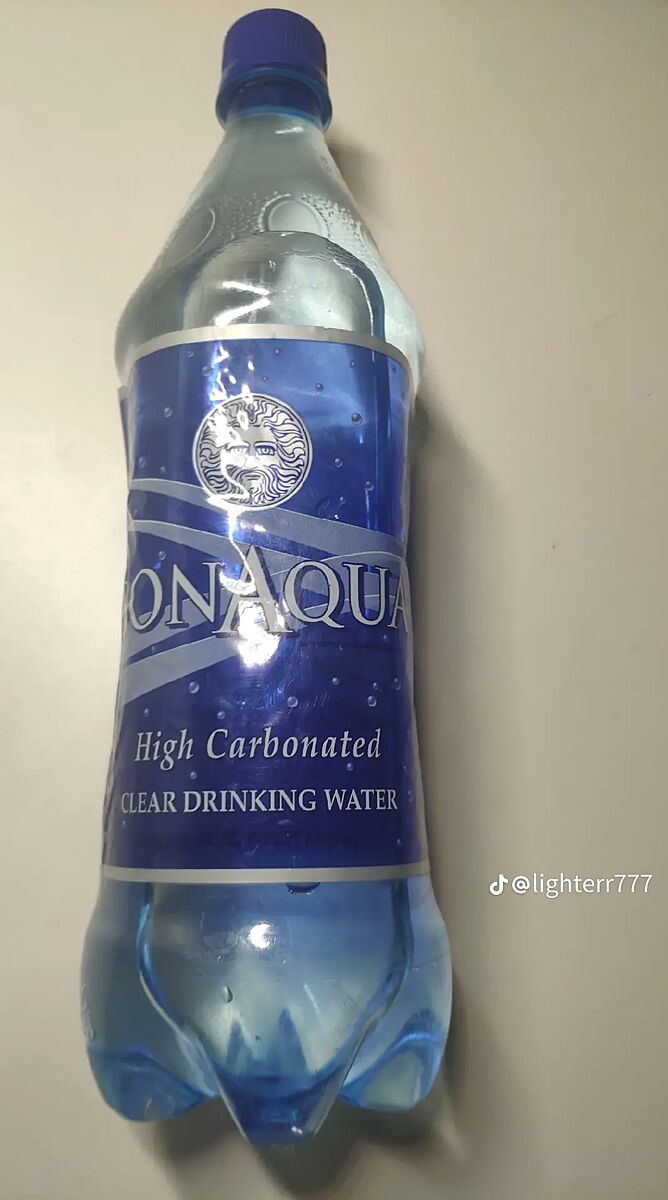 BONAQUA
High Carbonated
CLEAR DRINKING WATER
@lighterr777